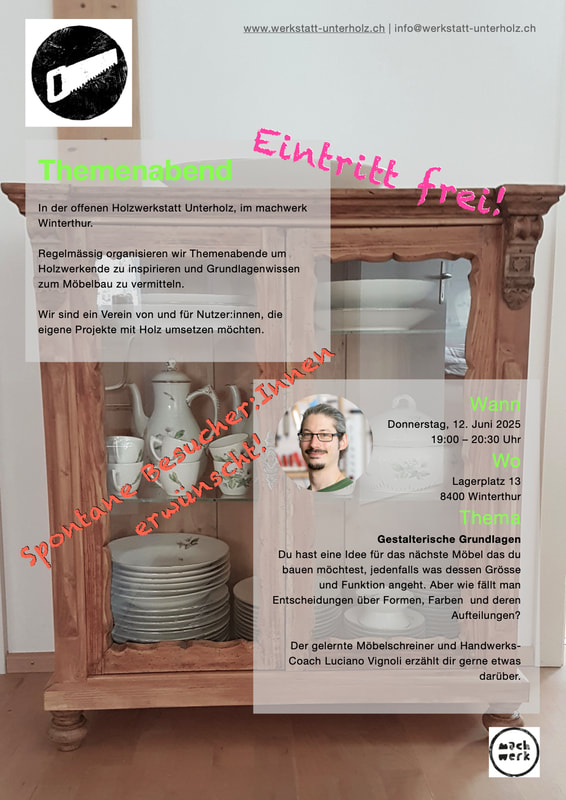 www.werkstatt-unterholz.ch | info@werkstatt-unterholz.ch
Eintritt frei!
Themenabend
In der offenen Holzwerkstatt Unterholz, im machwerk
Winterthur.
Regelmässig organisieren wir Themenabende um
Holzwerkende zu inspirieren und Grundlagenwissen
zum Möbelbau zu vermitteln.
Wir sind ein Verein von und für Nutzer:innen, die
eigene Projekte mit Holz umsetzen möchten.
Spontane Besucher:Innen
erwünscht!
Wann
Donnerstag, 12. Juni 2025
19:00 – 20:30 Uhr
Wo
Lagerplatz 13
8400 Winterthur
Thema
Gestalterische Grundlagen
Du hast eine Idee für das nächste Möbel das du
bauen möchtest, jedenfalls was dessen Grösse
und Funktion angeht. Aber wie fällt man
Entscheidungen über Formen, Farben und deren
Aufteilungen?
Der gelernte Möbelschreiner und Handwerks-
Coach Luciano Vignoli erzählt dir gerne etwas
darüber.
mach
werk